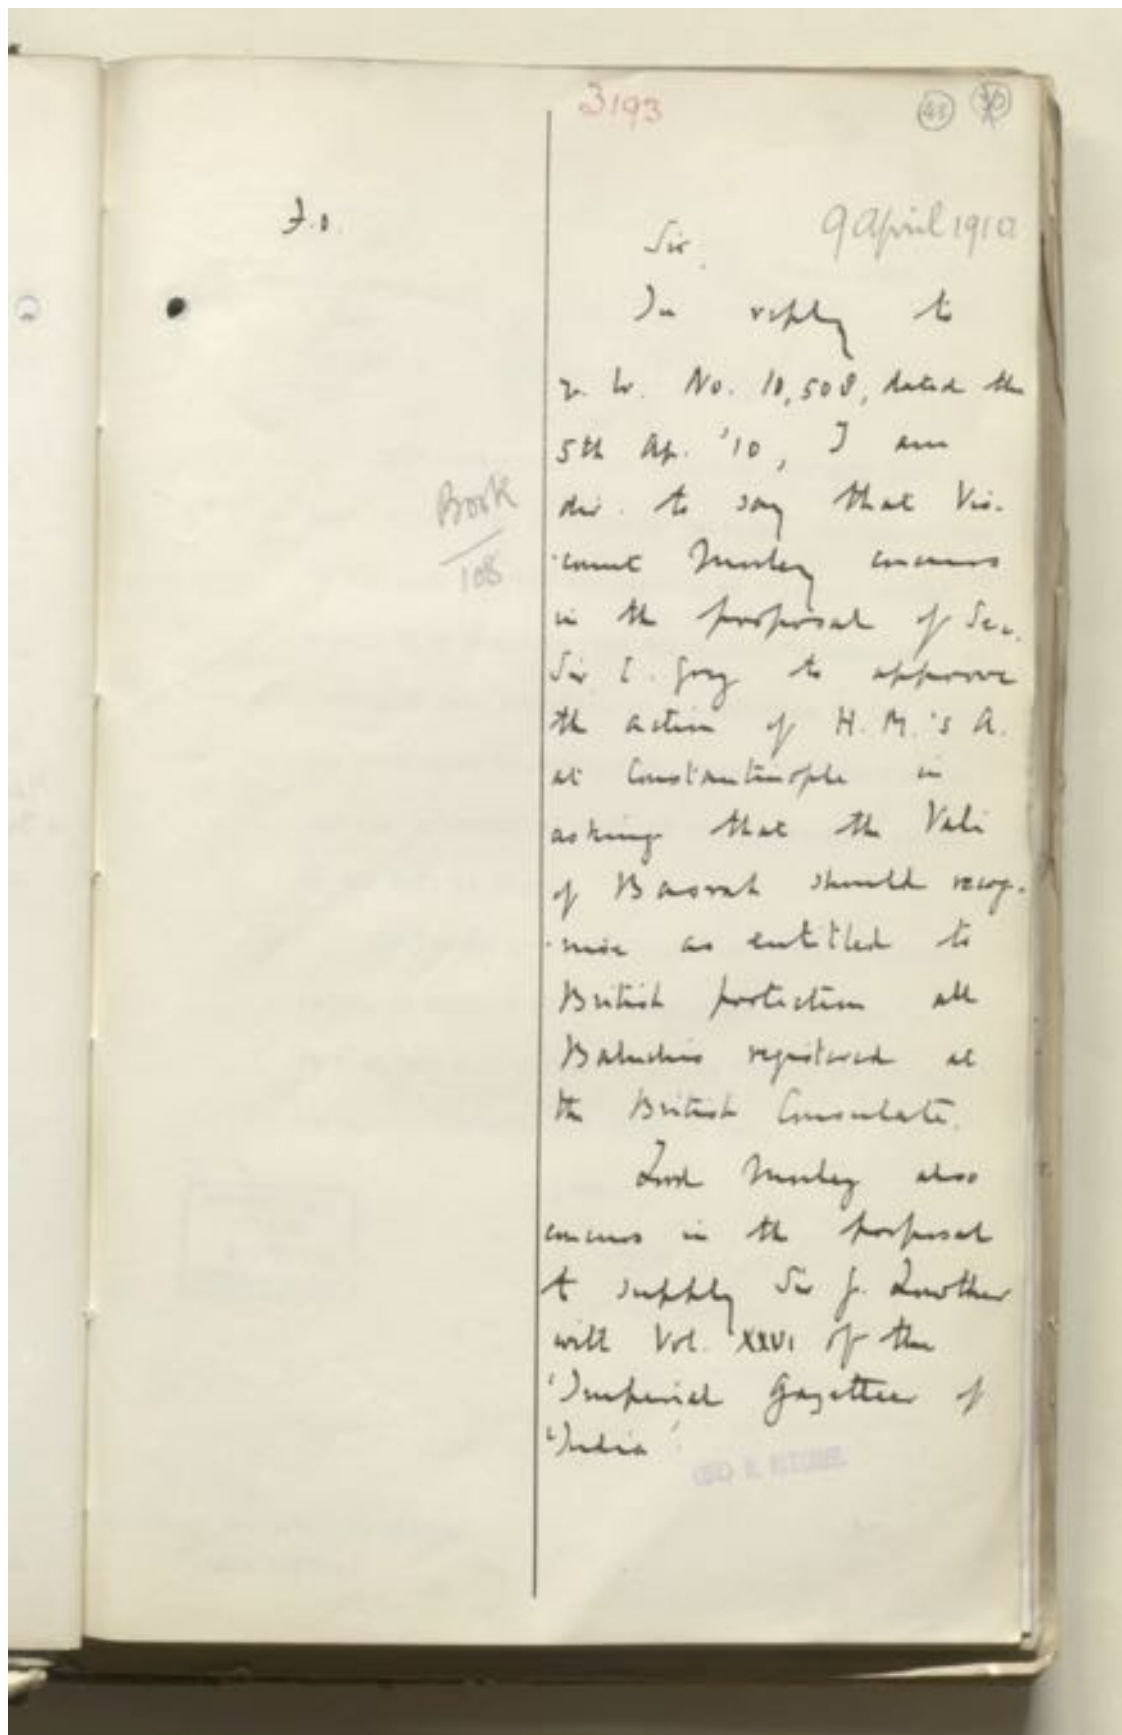 3193
43
F.O.
9 April 1910
Sir,
In reply to
y. lr. No. 10,508, dated the
5th Ap. '10, I am
dir. to say that Vis-
-count Morley concurs
in the proposal of Sec.
Sir E. Grey to approve
the action of H.M.'s A.
at Constantinople in
asking that the Vali
of Basrah should recog-
-nise as entitled to
British protection all
Baluchis registered at
the British Consulate.
Book
108
Lord Morley also
concurs in the proposal
to supply Sir G. Lowther
with Vol. XXVI of the
'Imperial Gazetteer of
'India'.